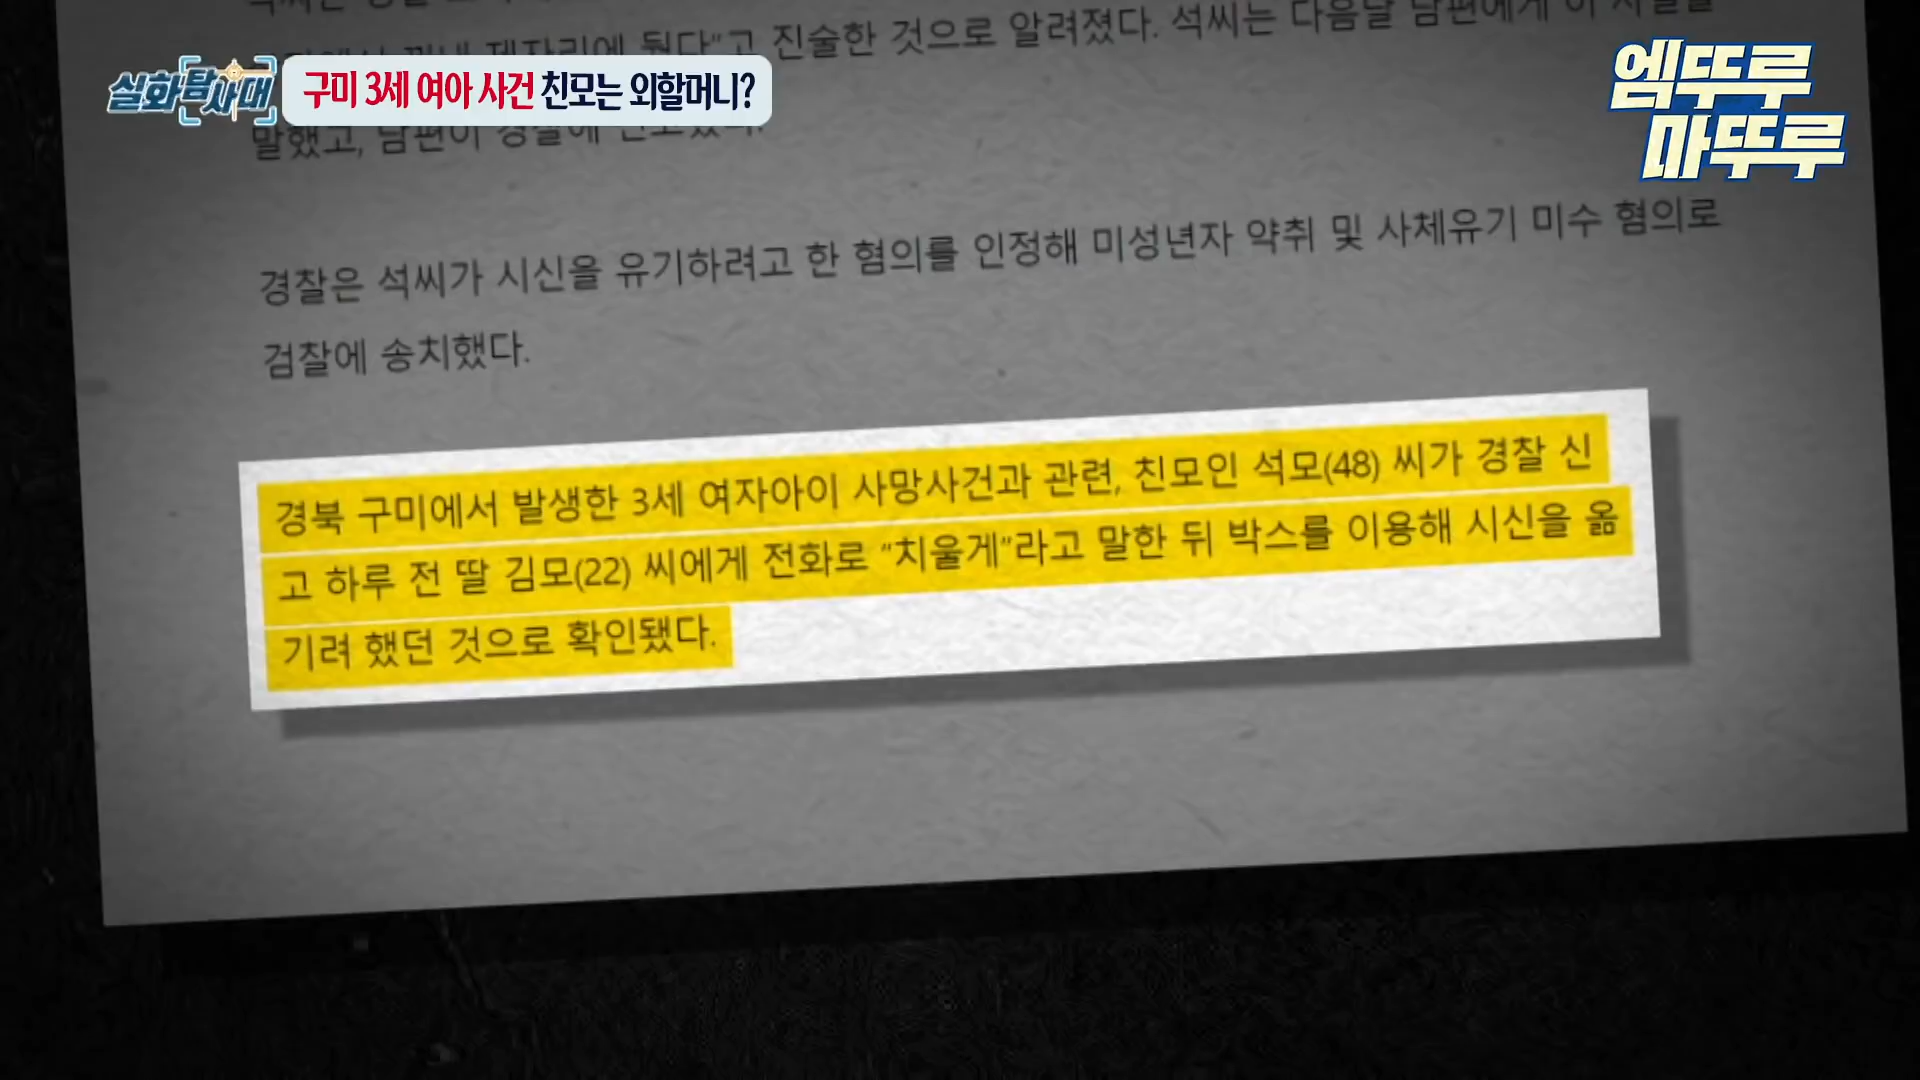 진술한 것으로 알려졌다. 석씨는 다음달 남편에게 이
실화탐사대
구미 3세 여아 사건 친모는 외할머니?
엠뚜루
마뚜루
말했고, 남편이 경찰에
경찰은 석씨가 시신을 유기하려고 한 혐의를 인정해 미성년자 약취 및 사체유기 미수 혐의로
검찰에 송치했다.
경북 구미에서 발생한 3세 여자아이 사망사건과 관련, 친모인 석모(48) 씨가 경찰 신
고 하루 전 딸 김모(22) 씨에게 전화로 “치울게”라고 말한 뒤 박스를 이용해 시신을 옮
기려 했던 것으로 확인됐다.